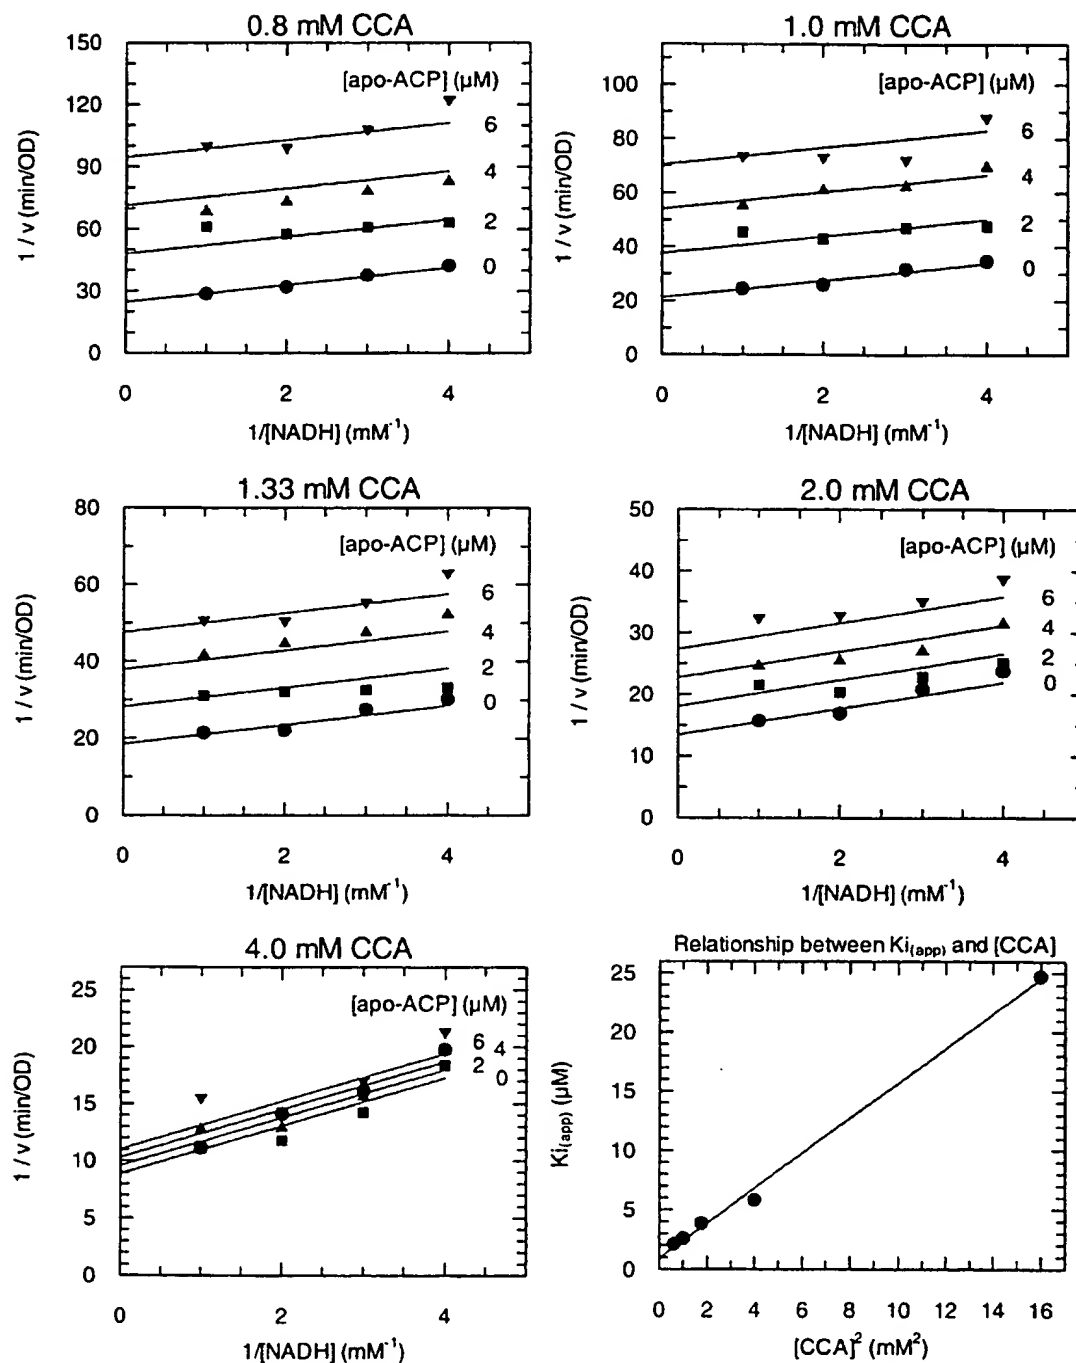 0.8 mM CCA
150
120
90
60
30
0
1 / v (min/OD)
[apo-ACP] (µM)
6
4
2
0
0 2 4
1/[NADH] (mM⁻¹)
1.0 mM CCA
100
80
60
40
20
0
1 / v (min/OD)
[apo-ACP] (µM)
6
4
2
0
0 2 4
1/[NADH] (mM⁻¹)
1.33 mM CCA
80
60
40
20
0
1 / v (min/OD)
[apo-ACP] (µM)
6
4
2
0
0 2 4
1/[NADH] (mM⁻¹)
2.0 mM CCA
50
40
30
20
10
0
1 / v (min/OD)
[apo-ACP] (µM)
6
4
2
0
0 2 4
1/[NADH] (mM⁻¹)
4.0 mM CCA
25
20
15
10
5
0
1 / v (min/OD)
[apo-ACP] (µM)
6 4
2 0
0 2 4
1/[NADH] (mM⁻¹)
Relationship between Ki(app) and [CCA]
25
20
15
10
5
0
Ki(app) (µM)
0 2 4 6 8 10 12 14 16
[CCA]² (mM²)